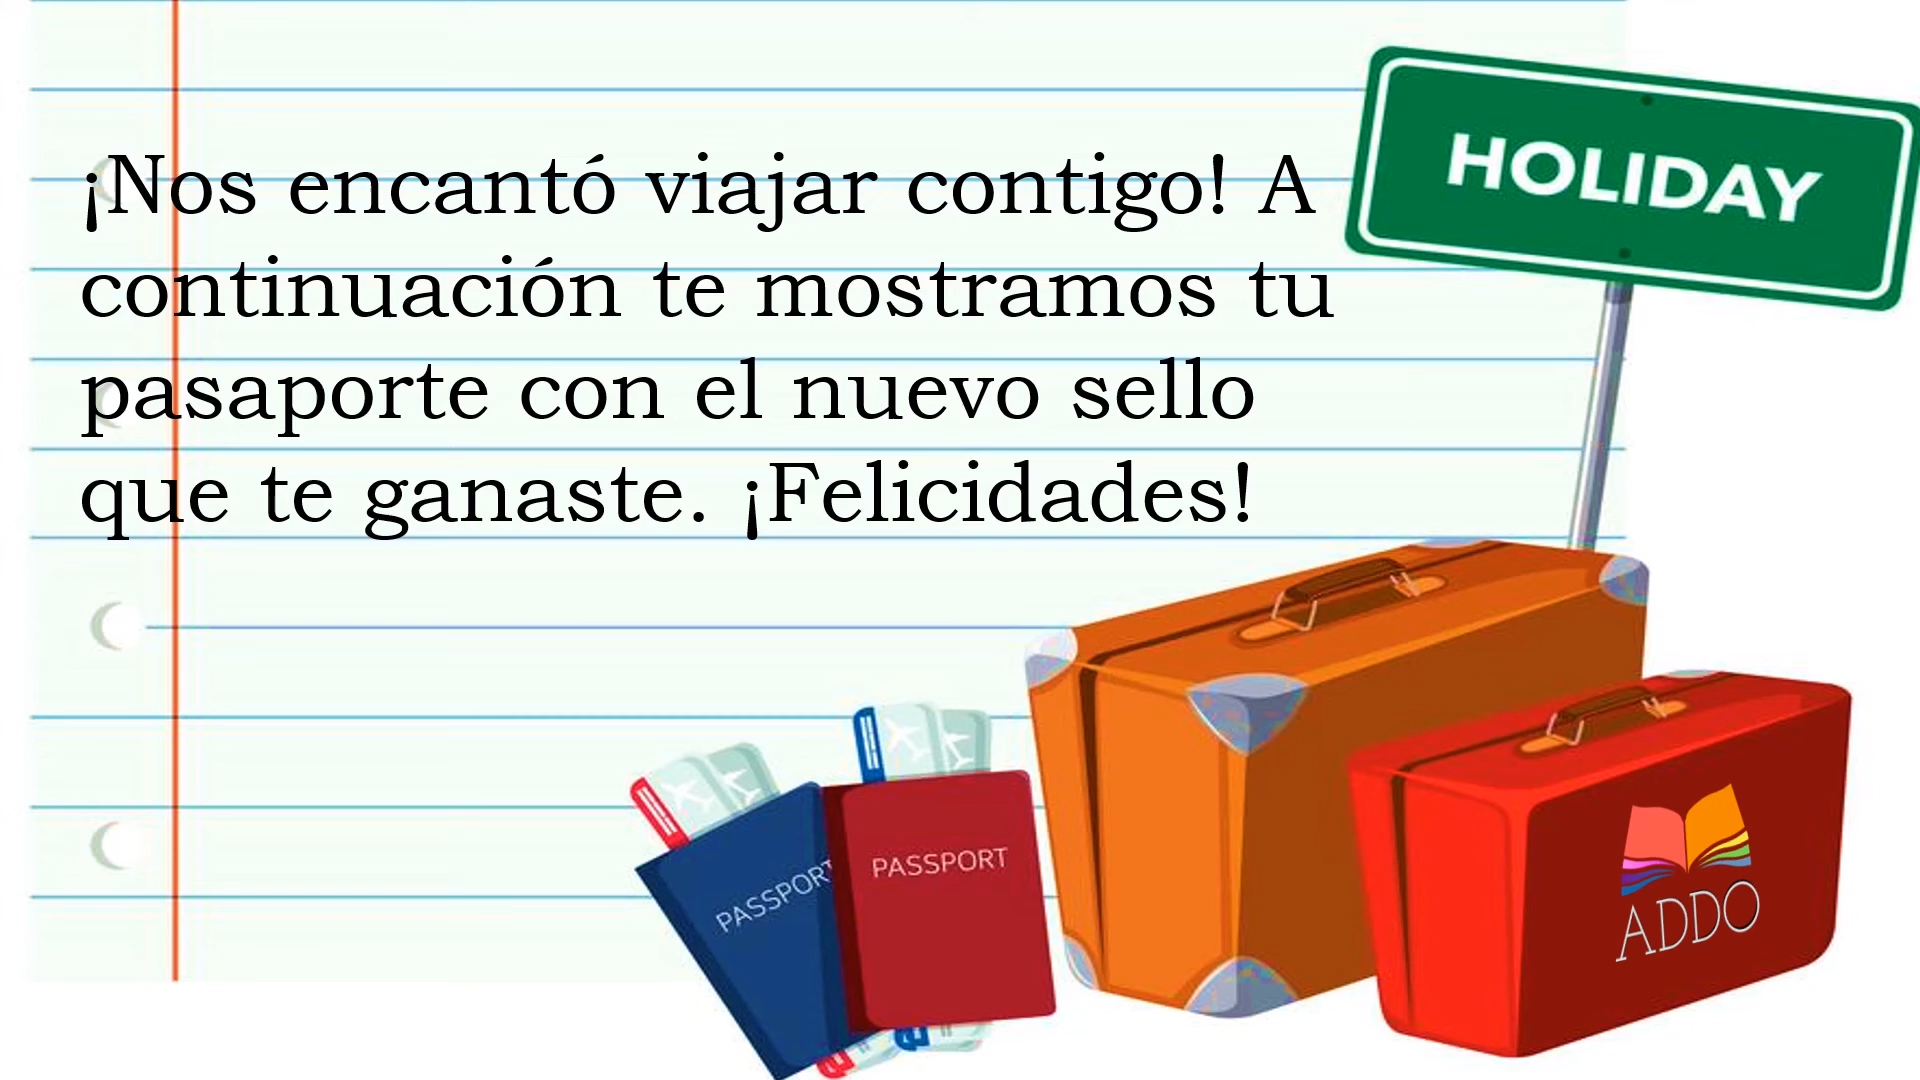 ¡Nos encantó viajar contigo! A
continuación te mostramos tu
pasaporte con el nuevo sello
que te ganaste. ¡Felicidades!
HOLIDAY
PASSPORT
PASSPORT
ADDO